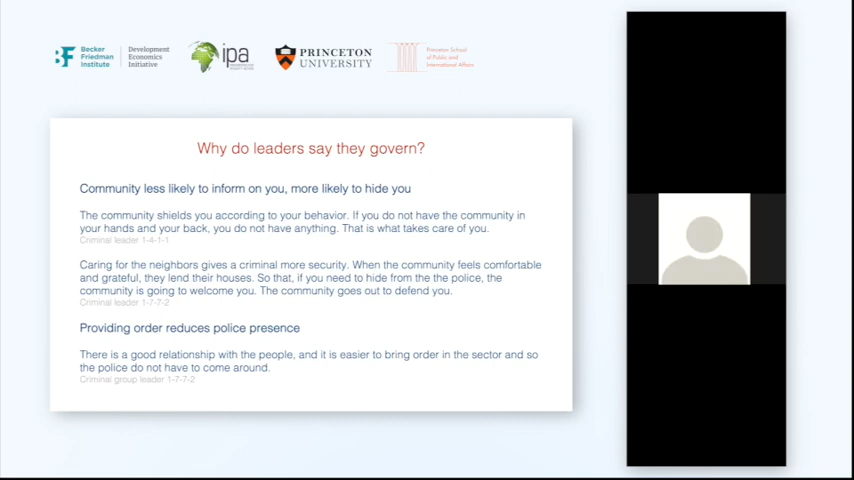 Becker
Friedman
Institute
Development
Economics
Initiative
ipa
PRINCETON
UNIVERSITY
Princeton School
of Public and
International Affairs
Why do leaders say they govern?
Community less likely to inform on you, more likely to hide you
The community shields you according to your behavior. If you do not have the community in
your hands and your back, you do not have anything. That is what takes care of you.
Criminal leader 1-4-1-1
Caring for the neighbors gives a criminal more security. When the community feels comfortable
and grateful, they lend their houses. So that, if you need to hide from the the police, the
community is going to welcome you. The community goes out to defend you.
Criminal leader 1-7-7-2
Providing order reduces police presence
There is a good relationship with the people, and it is easier to bring order in the sector and so
the police do not have to come around.
Criminal group leader 1-7-7-2